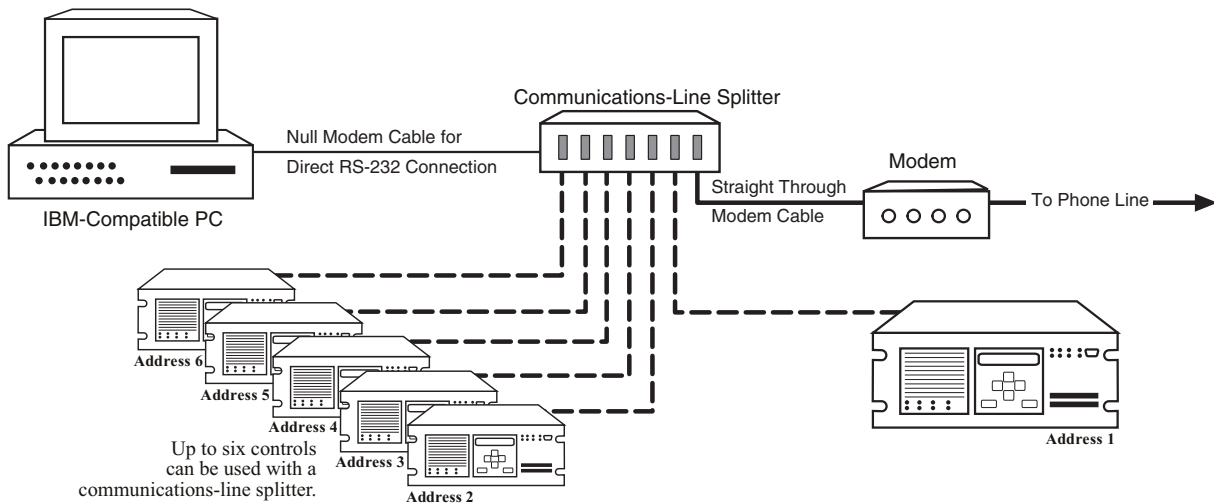 Communications-Line Splitter
Null Modem Cable for
Direct RS-232 Connection
IBM-Compatible PC
Straight Through
Modem Cable
Modem
To Phone Line
Address 6
Address 5
Address 4
Address 3
Address 2
Address 1
Up to six controls
can be used with a
communications-line splitter.